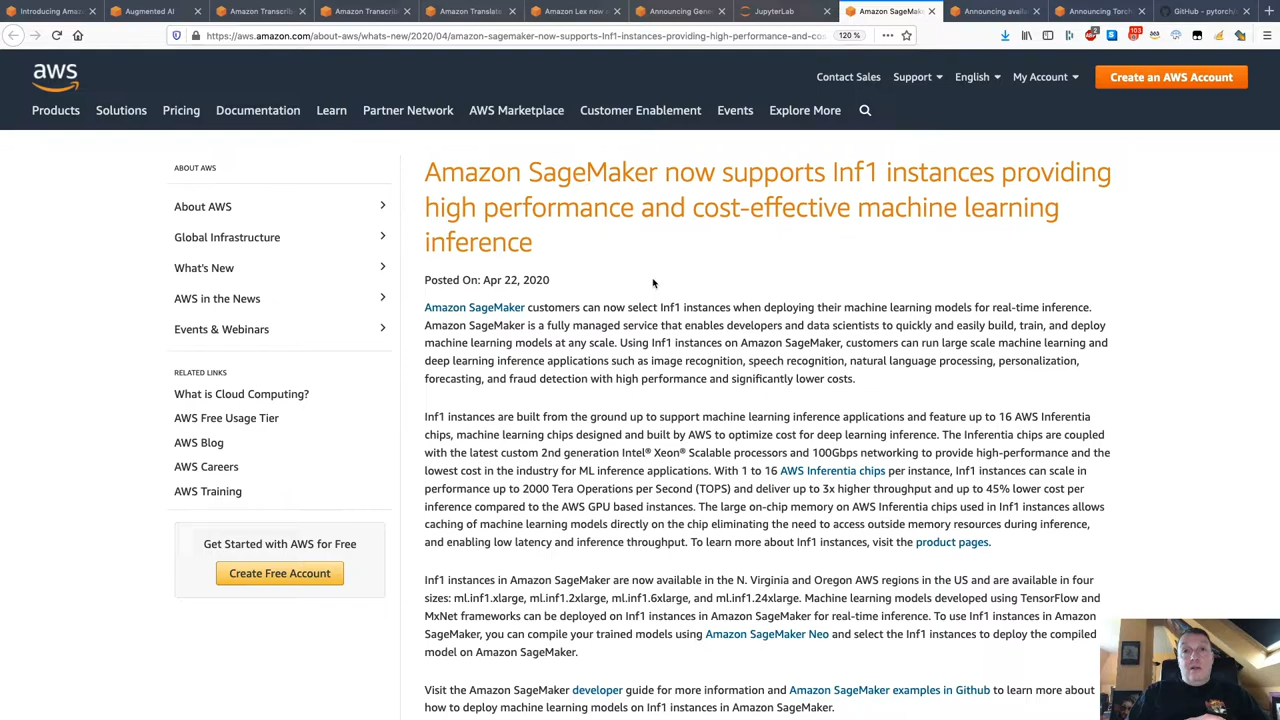 Introducing Amaz
Augmented AI
Amazon Transcrib
Amazon Transcrib
Amazon Translate
Amazon Lex now a
Announcing Gene
JupyterLab
Amazon SageMake
Announcing availa
Announcing Torch
GitHub - pytorch/s
https://aws.amazon.com/about-aws/whats-new/2020/04/amazon-sagemaker-now-supports-Inf1-instances-providing-high-performance-and-cos
120 %
2
103
aws
Contact Sales
Support
English
My Account
Create an AWS Account
Products
Solutions
Pricing
Documentation
Learn
Partner Network
AWS Marketplace
Customer Enablement
Events
Explore More
ABOUT AWS
About AWS
Global Infrastructure
What's New
AWS in the News
Events & Webinars
RELATED LINKS
What is Cloud Computing?
AWS Free Usage Tier
AWS Blog
AWS Careers
AWS Training
Get Started with AWS for Free
Create Free Account
Amazon SageMaker now supports Inf1 instances providing
high performance and cost-effective machine learning
inference
Posted On: Apr 22, 2020
Amazon SageMaker customers can now select Inf1 instances when deploying their machine learning models for real-time inference.
Amazon SageMaker is a fully managed service that enables developers and data scientists to quickly and easily build, train, and deploy
machine learning models at any scale. Using Inf1 instances on Amazon SageMaker, customers can run large scale machine learning and
deep learning inference applications such as image recognition, speech recognition, natural language processing, personalization,
forecasting, and fraud detection with high performance and significantly lower costs.
Inf1 instances are built from the ground up to support machine learning inference applications and feature up to 16 AWS Inferentia
chips, machine learning chips designed and built by AWS to optimize cost for deep learning inference. The Inferentia chips are coupled
with the latest custom 2nd generation Intel® Xeon® Scalable processors and 100Gbps networking to provide high-performance and the
lowest cost in the industry for ML inference applications. With 1 to 16 AWS Inferentia chips per instance, Inf1 instances can scale in
performance up to 2000 Tera Operations per Second (TOPS) and deliver up to 3x higher throughput and up to 45% lower cost per
inference compared to the AWS GPU based instances. The large on-chip memory on AWS Inferentia chips used in Inf1 instances allows
caching of machine learning models directly on the chip eliminating the need to access outside memory resources during inference,
and enabling low latency and inference throughput. To learn more about Inf1 instances, visit the product pages.
Inf1 instances in Amazon SageMaker are now available in the N. Virginia and Oregon AWS regions in the US and are available in four
sizes: ml.inf1.xlarge, ml.inf1.2xlarge, ml.inf1.6xlarge, and ml.inf1.24xlarge. Machine learning models developed using TensorFlow and
MxNet frameworks can be deployed on Inf1 instances in Amazon SageMaker for real-time inference. To use Inf1 instances in Amazon
SageMaker, you can compile your trained models using Amazon SageMaker Neo and select the Inf1 instances to deploy the compiled
model on Amazon SageMaker.
Visit the Amazon SageMaker developer guide for more information and Amazon SageMaker examples in Github to learn more about
how to deploy machine learning models on Inf1 instances in Amazon SageMaker.